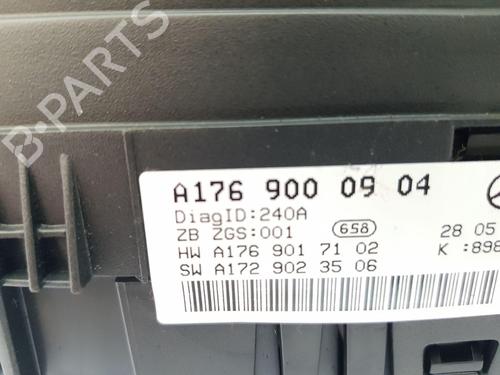 B-PARTS
A176 900 09 04
DiagID:240A
ZB ZGS:001 658 28 05
HW A176 901 71 02 K :898
SW A172 902 35 06